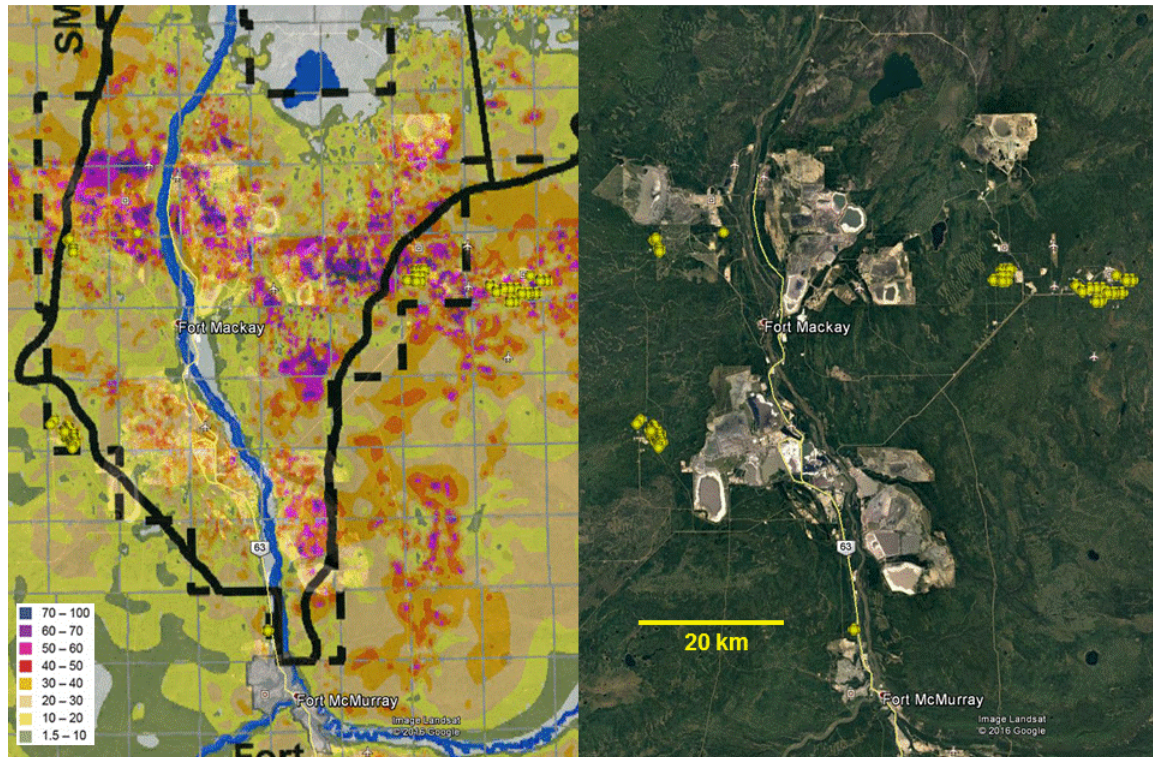 SM
Fort Mackay
63
70 – 100
60 – 70
50 – 60
40 – 50
30 – 40
20 – 30
10 – 20
1.5 – 10
Fort McMurray
Image Landsat
© 2016 Google
Fort
Fort Mackay
63
20 km
Fort McMurray
Image Landsat
© 2016 Google